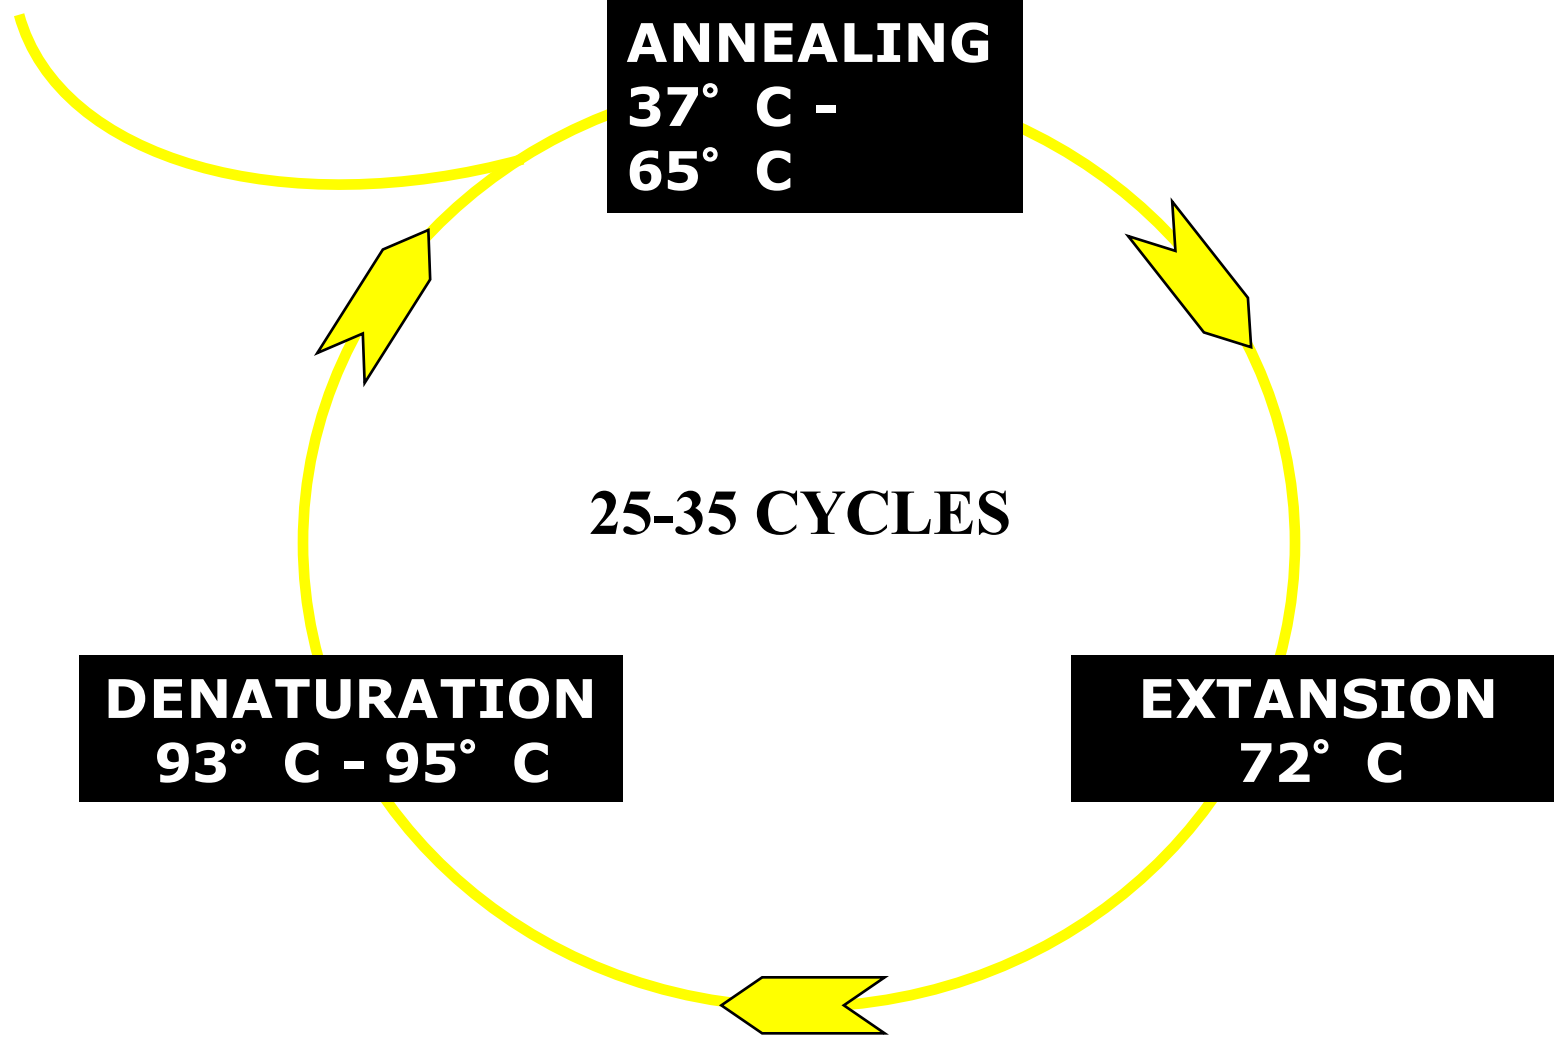 ANNEALING
37° C -
65° C
25-35 CYCLES
DENATURATION
93° C - 95° C
EXTANSION
72° C